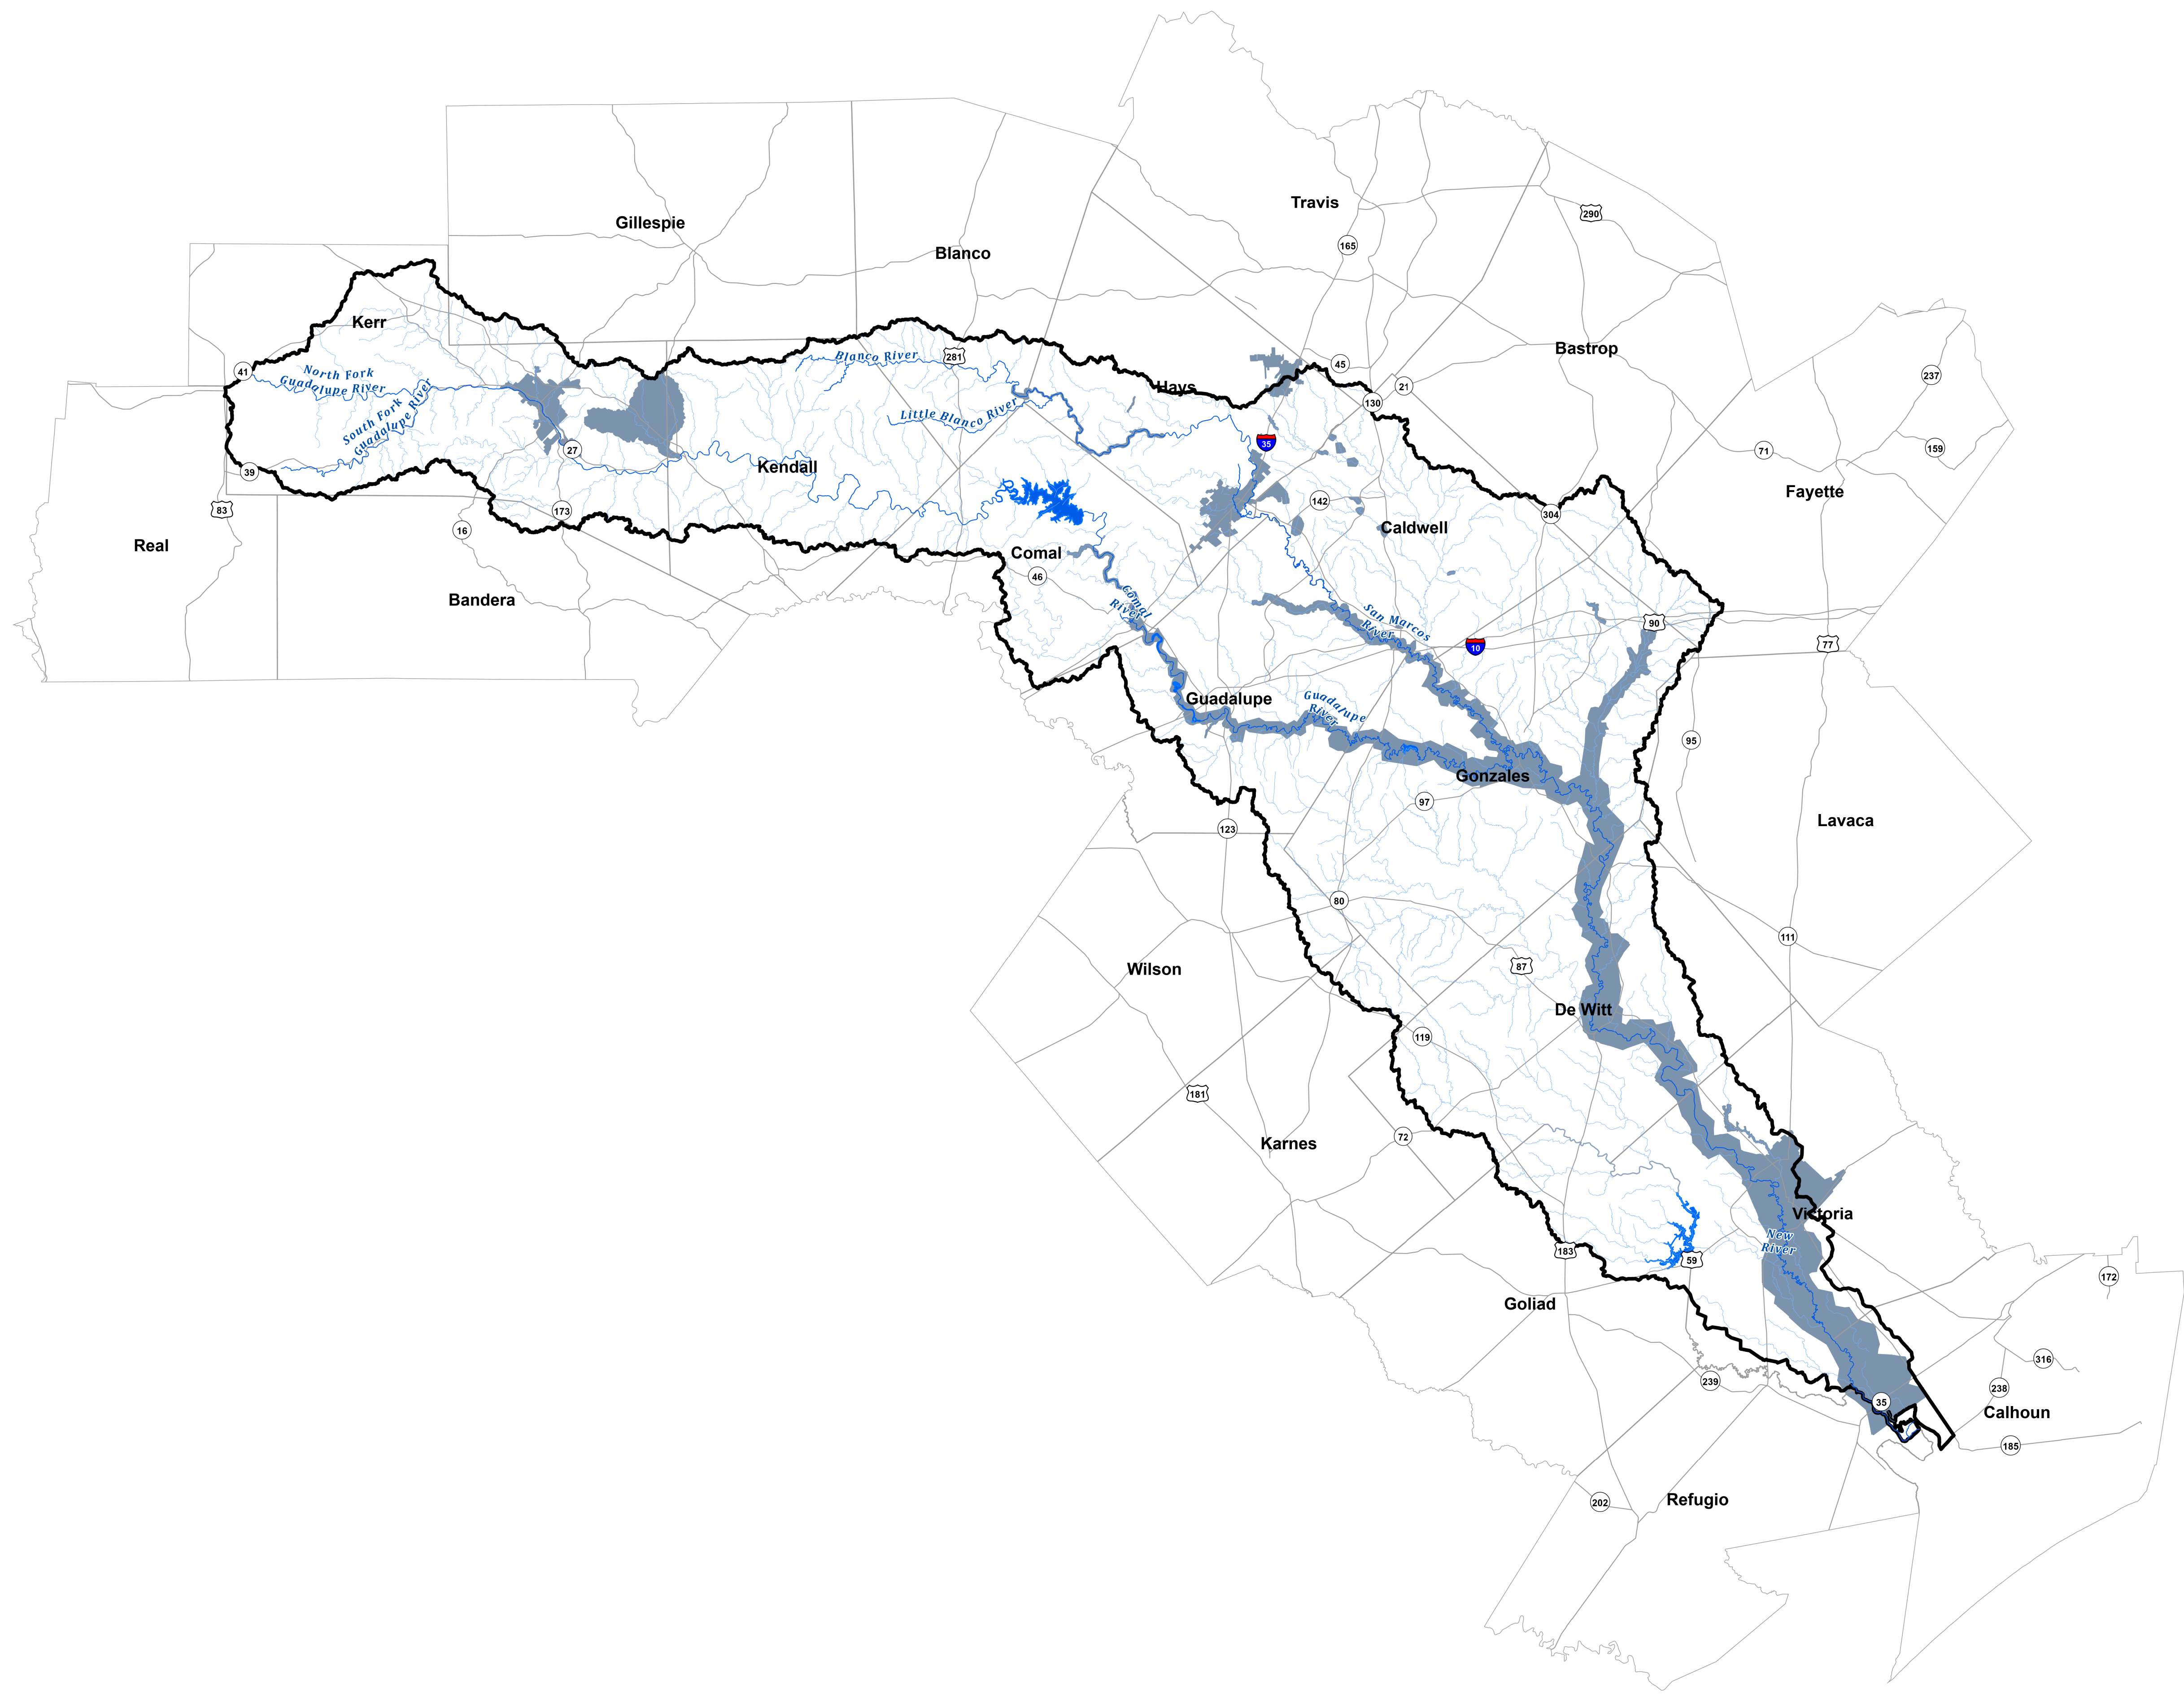 Travis
290
Gillespie
165
Blanco
Kerr
Bastrop
Blanco River
281
45
41
North Fork
Guadalupe River
237
Hays
21
130
South Fork
Guadalupe River
Little Blanco River
35
27
71
159
39
Kendall
Fayette
142
83
173
304
16
Caldwell
Real
Comal
46
Bandera
Comal
River
San Marcos
River
90
10
77
Guadalupe
Guadalupe
River
95
Gonzales
97
123
Lavaca
80
111
Wilson
87
De Witt
119
181
72
Karnes
Victoria
New
River
183
59
172
Goliad
316
239
238
35
Calhoun
185
Refugio
202